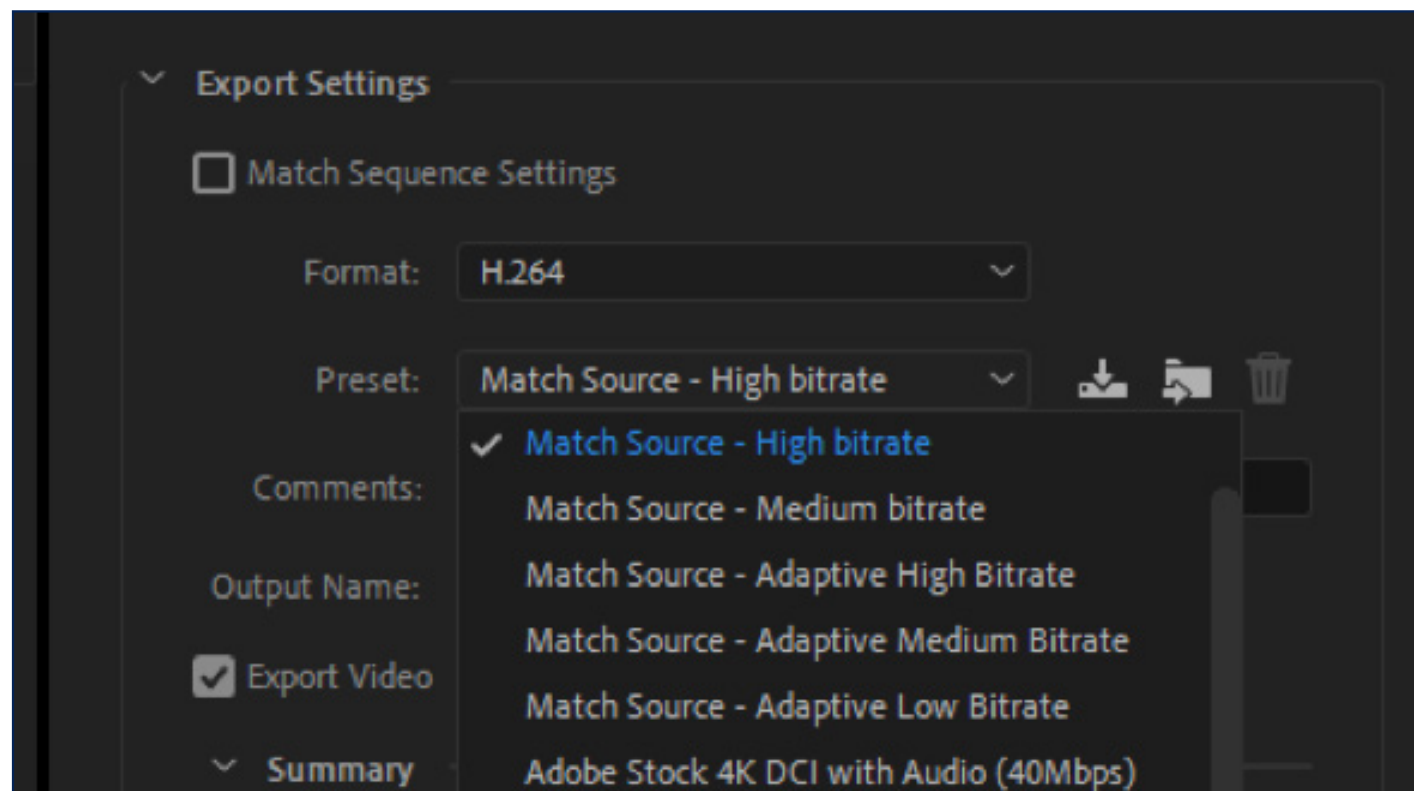 Export Settings
Match Sequence Settings
Format: H.264
Preset: Match Source - High bitrate
Match Source - High bitrate
Comments:
Match Source - Medium bitrate
Match Source - Adaptive High Bitrate
Output Name:
Match Source - Adaptive Medium Bitrate
Export Video
Match Source - Adaptive Low Bitrate
Summary
Adobe Stock 4K DCI with Audio (40Mbps)